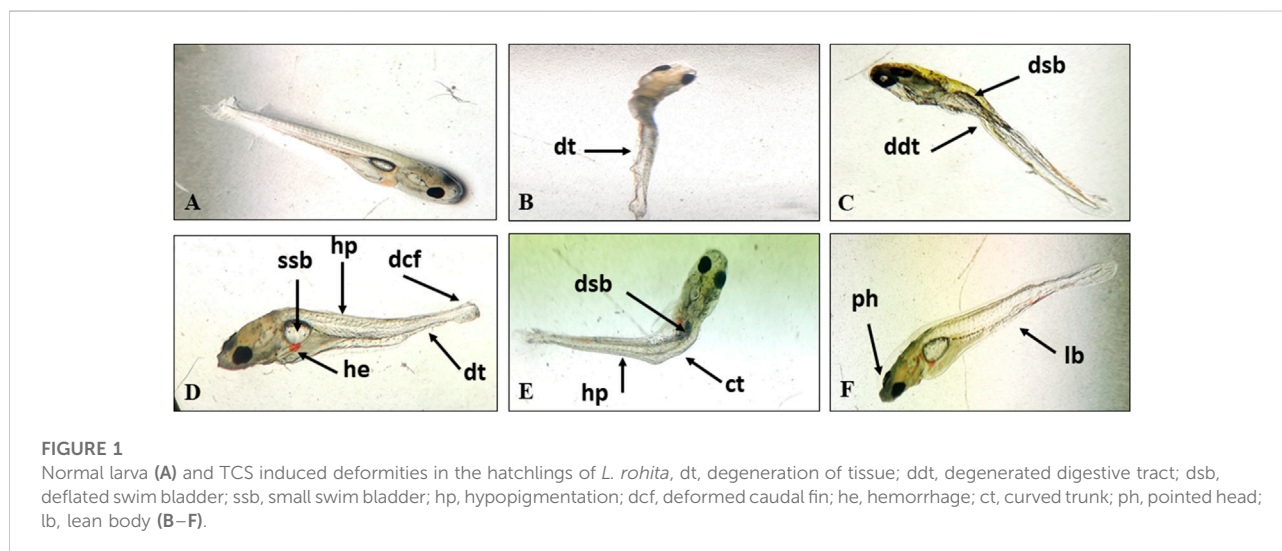 dt
B
dsb
ddt
C
A
ssb
hp
dcf
he
dt
D
dsb
hp
ct
E
ph
lb
F
FIGURE 1
Normal larva (A) and TCS induced deformities in the hatchlings of L. rohita, dt, degeneration of tissue; ddt, degenerated digestive tract; dsb,
deflated swim bladder; ssb, small swim bladder; hp, hypopigmentation; dcf, deformed caudal fin; he, hemorrhage; ct, curved trunk; ph, pointed head;
lb, lean body (B–F).